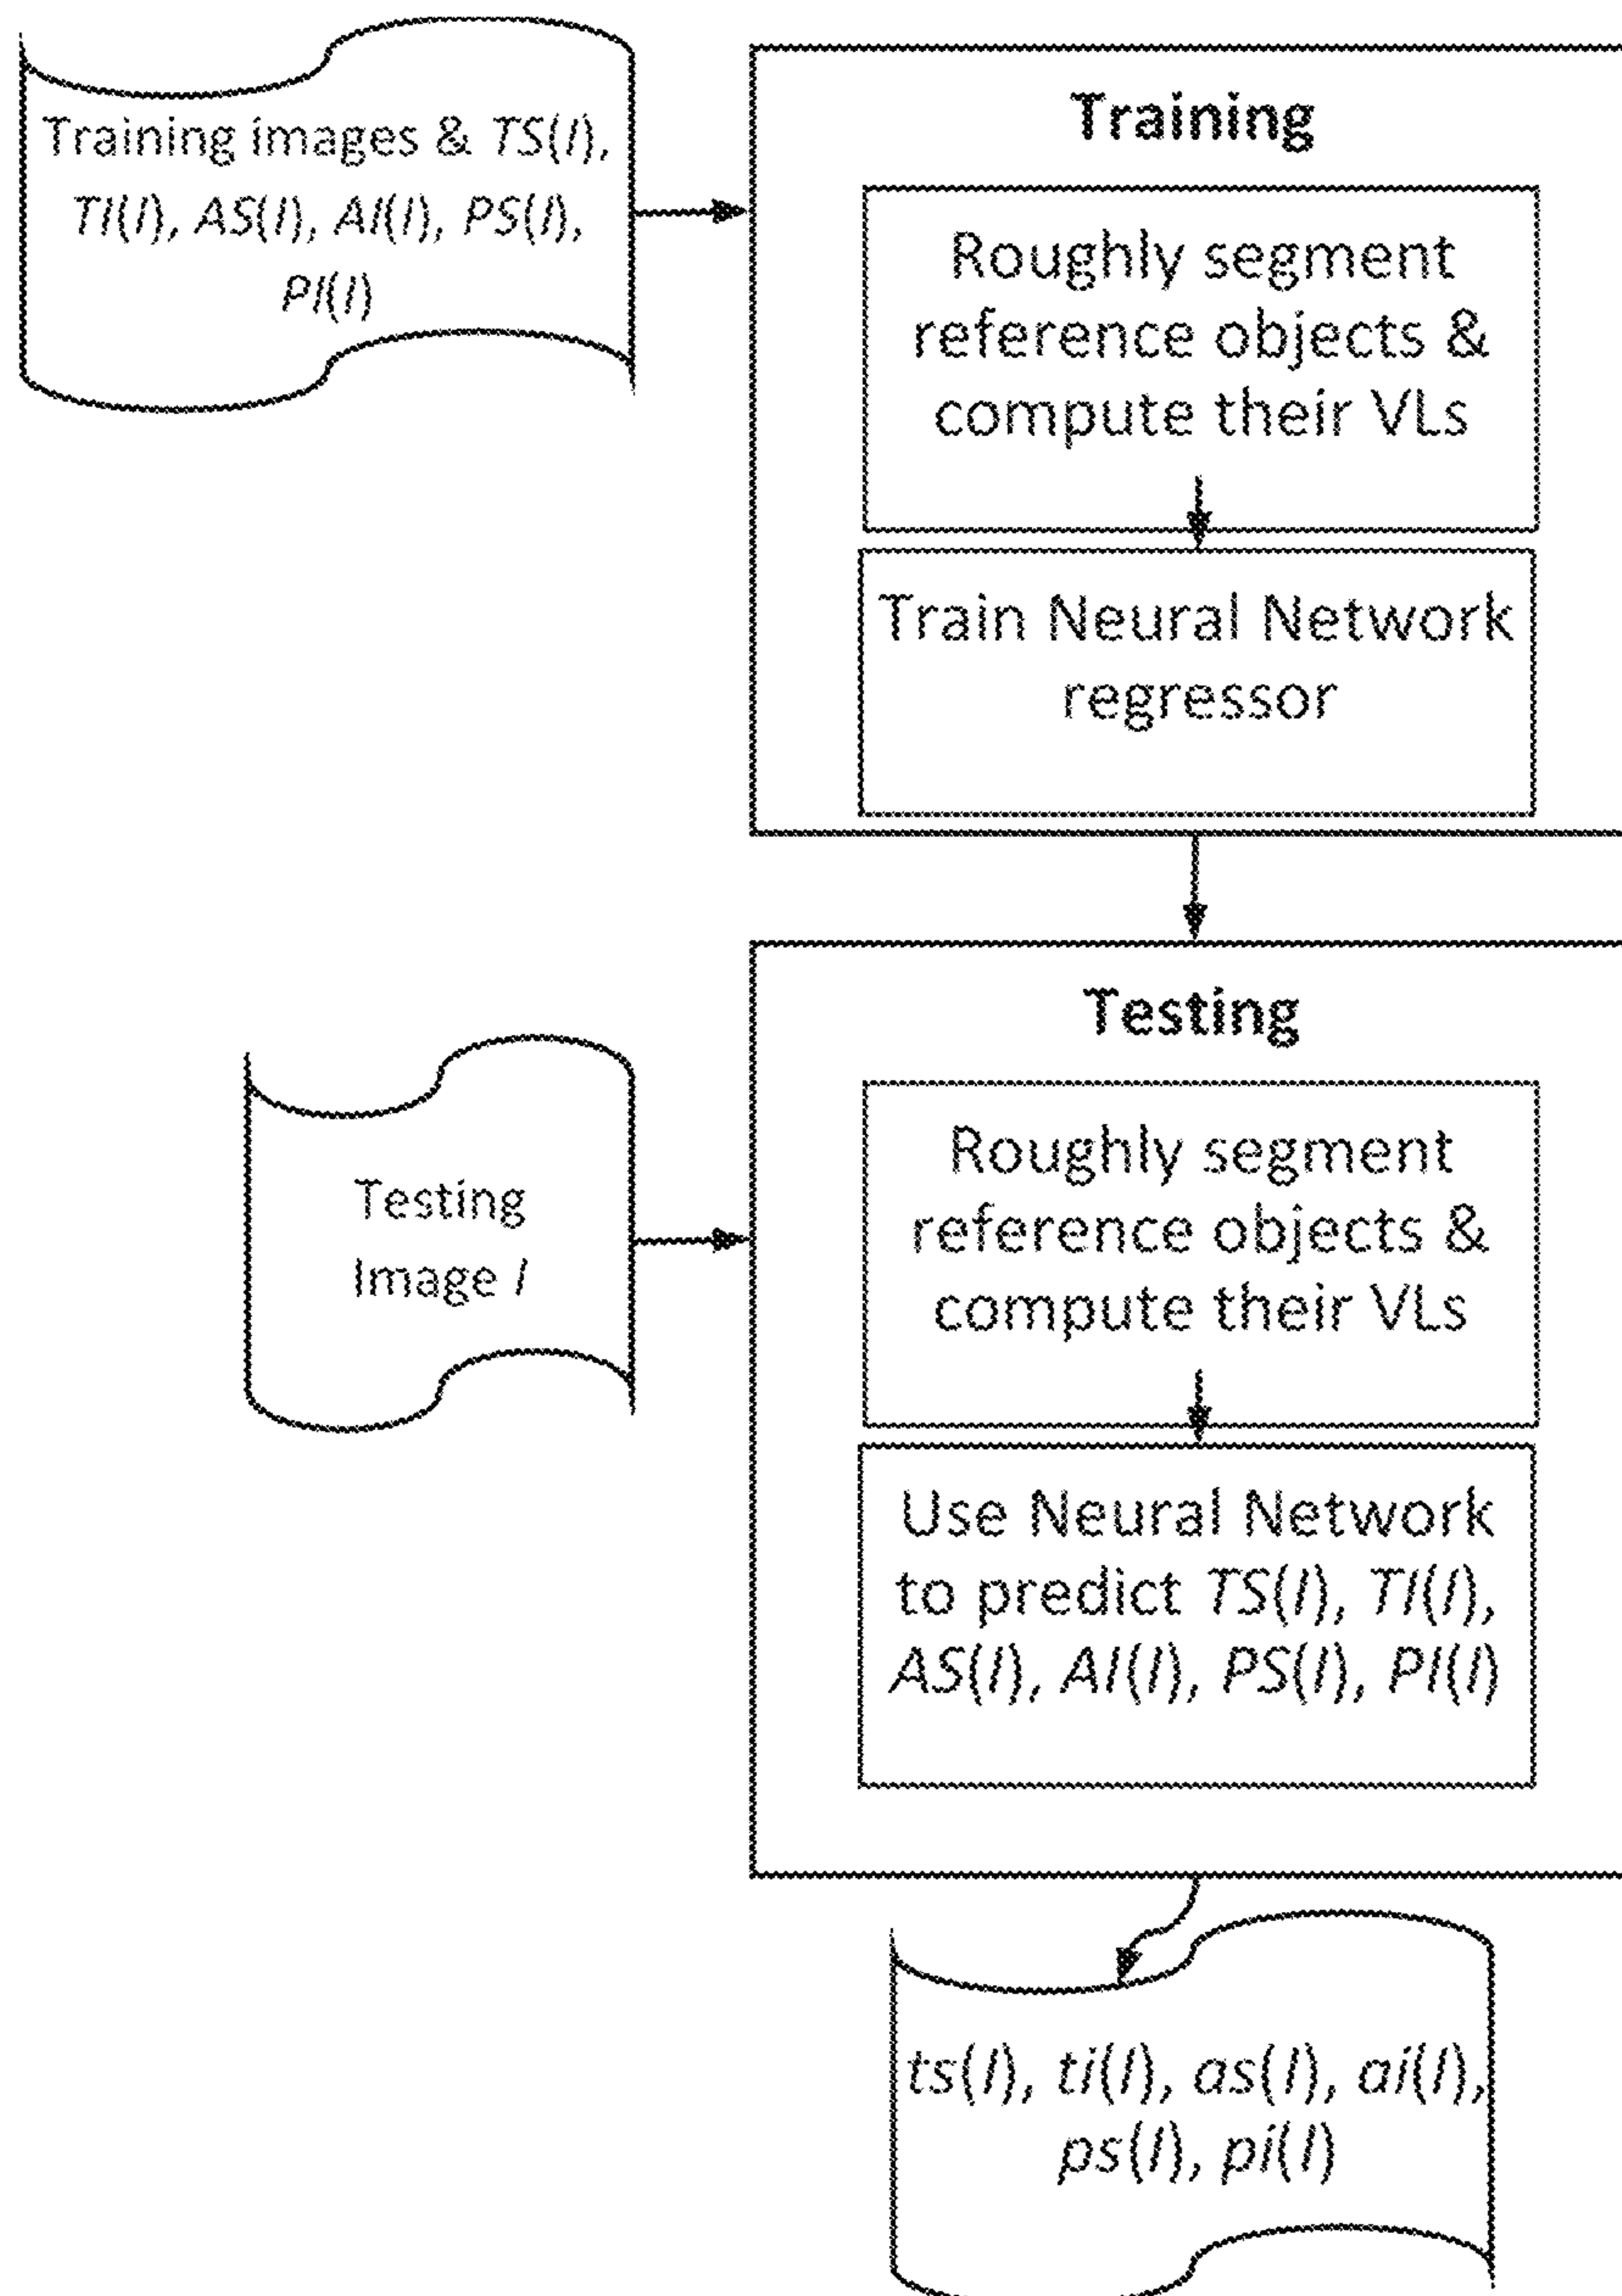 Training images & TS(I),
TI(I), AS(I), AI(I), PS(I),
PI(I)
Training
Roughly segment
reference objects &
compute their VLs
Train Neural Network
regressor
Testing
Testing
Image I
Roughly segment
reference objects &
compute their VLs
Use Neural Network
to predict TS(I), TI(I),
AS(I), AI(I), PS(I), PI(I)
ts(I), ti(I), as(I), ai(I),
ps(I), pi(I)